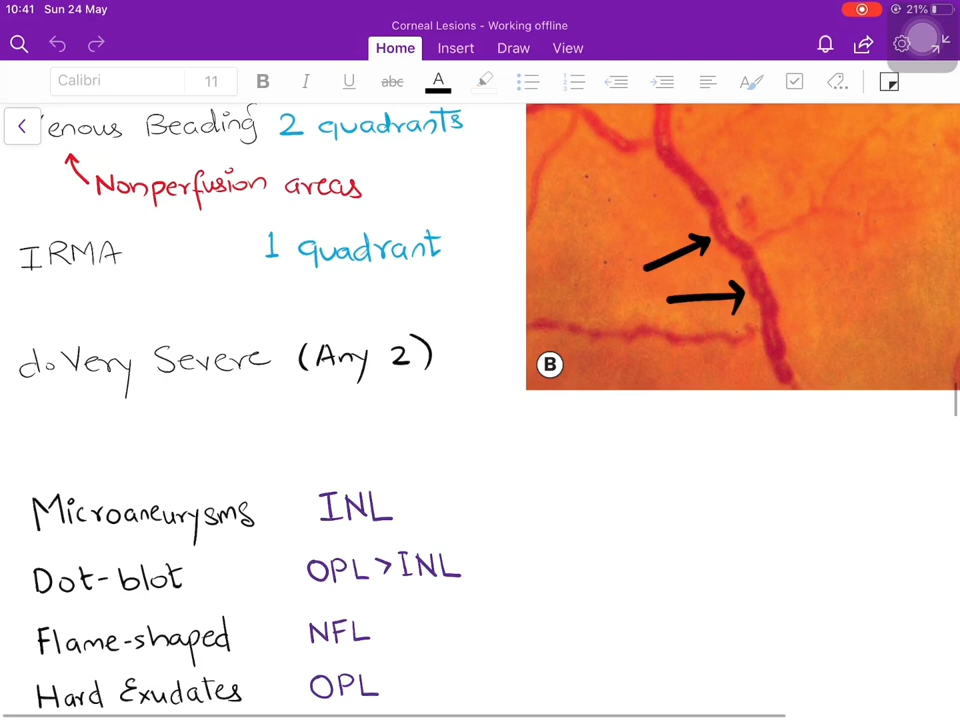 10:41 Sun 24 May
21%
Corneal Lesions - Working offline
Home Insert Draw View
Calibri 11 B I U abc A
enous Beading 2 quadrants
Nonperfusion areas
IRMA 1 quadrant
d. Very Severe (Any 2)
B
Microaneurysms INL
Dot-blot OPL > INL
Flame-shaped NFL
Hard Exudates OPL